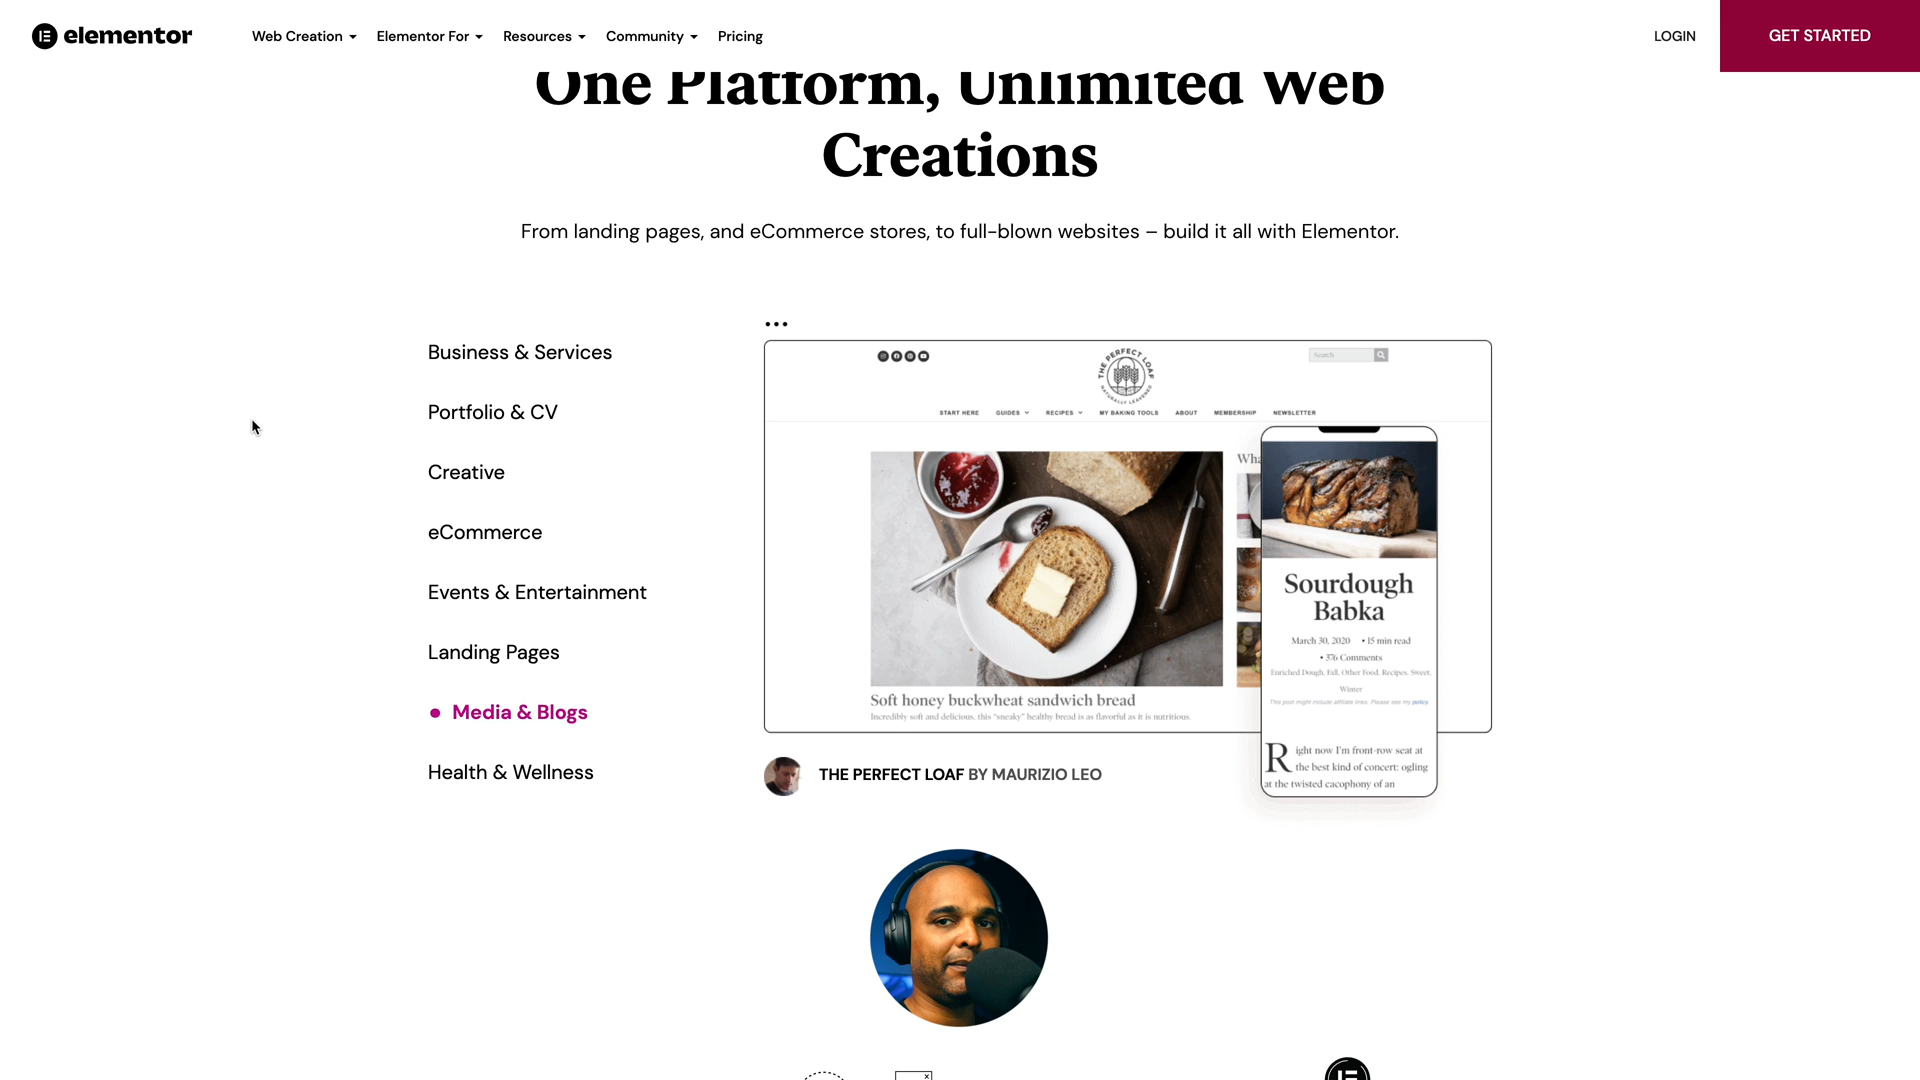 elementor
Web Creation
Elementor For
Resources
Community
Pricing
LOGIN
GET STARTED
One Platform, Unlimited Web
Creations
From landing pages, and eCommerce stores, to full-blown websites – build it all with Elementor.
Business & Services
Portfolio & CV
Creative
eCommerce
Events & Entertainment
Landing Pages
Media & Blogs
Health & Wellness
THE PERFECT LOAF
NATURALLY LEAVENED
Search
START HERE
GUIDES
RECIPES
MY BAKING TOOLS
ABOUT
MEMBERSHIP
NEWSLETTER
Soft honey buckwheat sandwich bread
Incredibly soft and delicious, this "sneaky" healthy bread is as flavorful as it is nutritious.
Wha
Sourdough
Babka
March 30, 2020 • 15 min read
• 376 Comments
Enriched Dough, Fall, Other Food, Recipes, Sweet,
Winter
This post might include affiliate links. Please see my policy.
Right now I'm front-row seat at
the best kind of concert: ogling
at the twisted cacophony of an
THE PERFECT LOAF BY MAURIZIO LEO